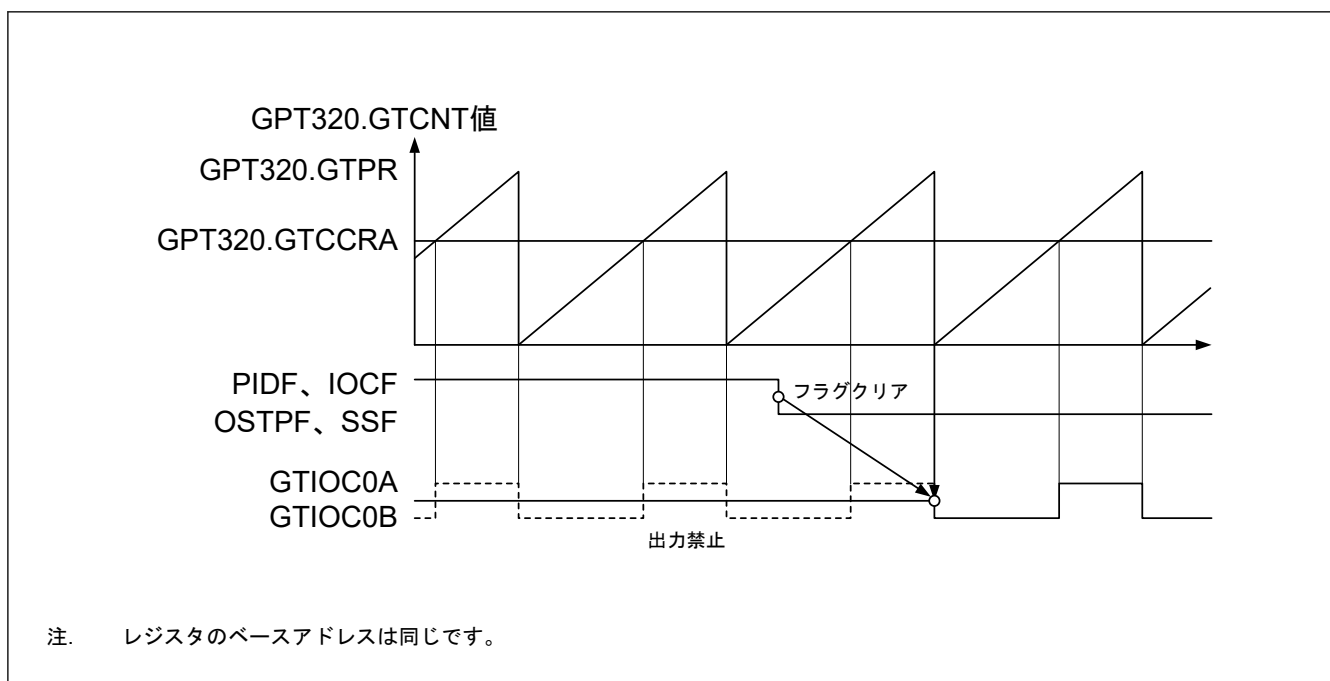 GPT320.GTCNT値
GPT320.GTPR
GPT320.GTCCRA
PIDF、IOCF
フラグクリア
OSTPF、SSF
GTIOC0A
GTIOC0B
出力禁止
注. レジスタのベースアドレスは同じです。